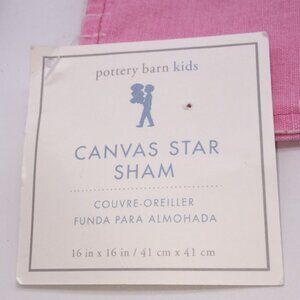 pottery barn kids
CANVAS STAR
SHAM
COUVRE-OREILLER
FUNDA PARA ALMOHADA
16 in x 16 in / 41 cm x 41 cm